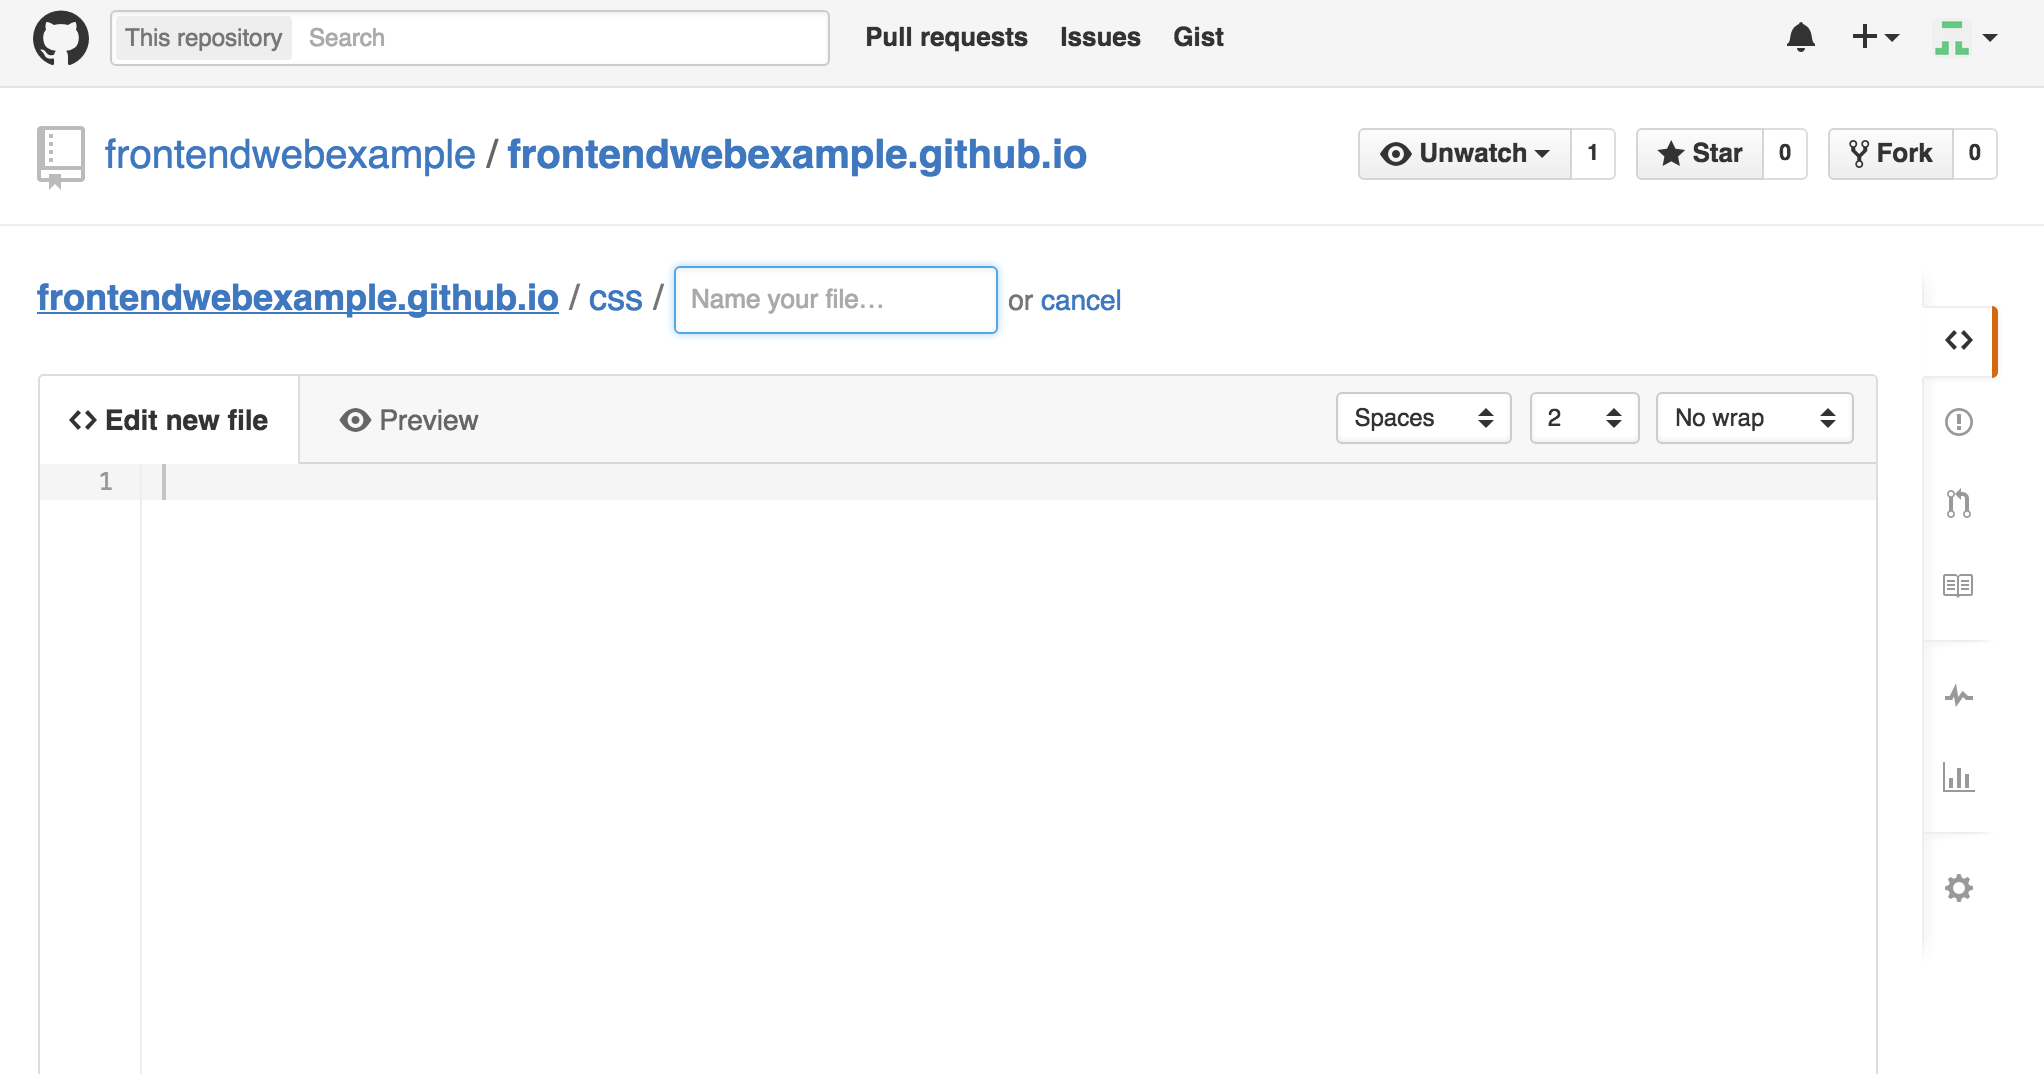 This repository Search Pull requests Issues Gist
frontendwebexample / frontendwebexample.github.io Unwatch 1 Star 0 Fork 0
frontendwebexample.github.io / css / Name your file… or cancel
Edit new file Preview Spaces 2 No wrap
1